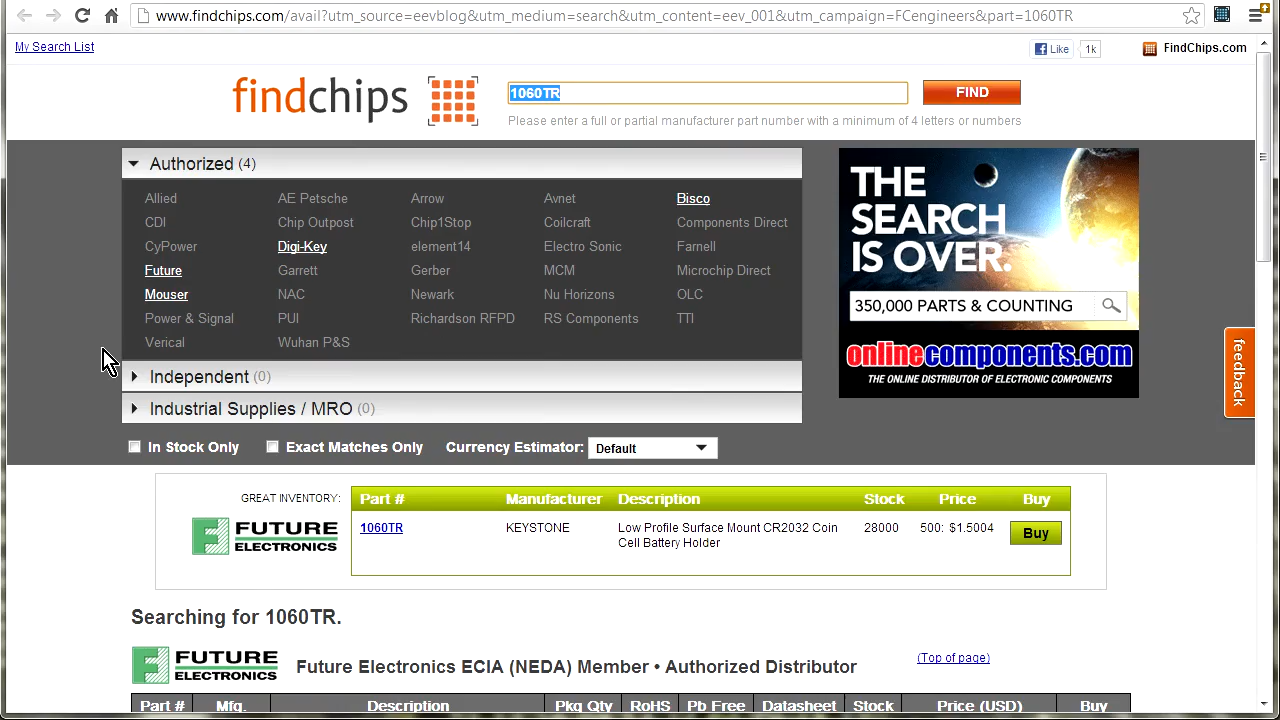 www.findchips.com/avail?utm_source=eevblog&utm_medium=search&utm_content=eev_001&utm_campaign=FCengineers&part=1060TR
My Search List
Like 1k FindChips.com
findchips 1060TR FIND
Please enter a full or partial manufacturer part number with a minimum of 4 letters or numbers
Authorized (4)
Allied AE Petsche Arrow Avnet Bisco
CDI Chip Outpost Chip1Stop Coilcraft Components Direct
CyPower Digi-Key element14 Electro Sonic Farnell
Future Garrett Gerber MCM Microchip Direct
Mouser NAC Newark Nu Horizons OLC
Power & Signal PUI Richardson RFPD RS Components TTI
Verical Wuhan P&S
Independent (0)
Industrial Supplies / MRO (0)
THE
SEARCH
IS OVER.
350,000 PARTS & COUNTING
onlinecomponents.com
THE ONLINE DISTRIBUTOR OF ELECTRONIC COMPONENTS
feedback
In Stock Only Exact Matches Only Currency Estimator: Default
GREAT INVENTORY: Part # Manufacturer Description Stock Price Buy
FUTURE
ELECTRONICS
1060TR KEYSTONE Low Profile Surface Mount CR2032 Coin 28000 500: $1.5004 Buy
Cell Battery Holder
Searching for 1060TR.
FUTURE
ELECTRONICS
Future Electronics ECIA (NEDA) Member • Authorized Distributor (Top of page)
Part # Mfg. Description Pkg Qty RoHS Pb Free Datasheet Stock Price (USD) Buy